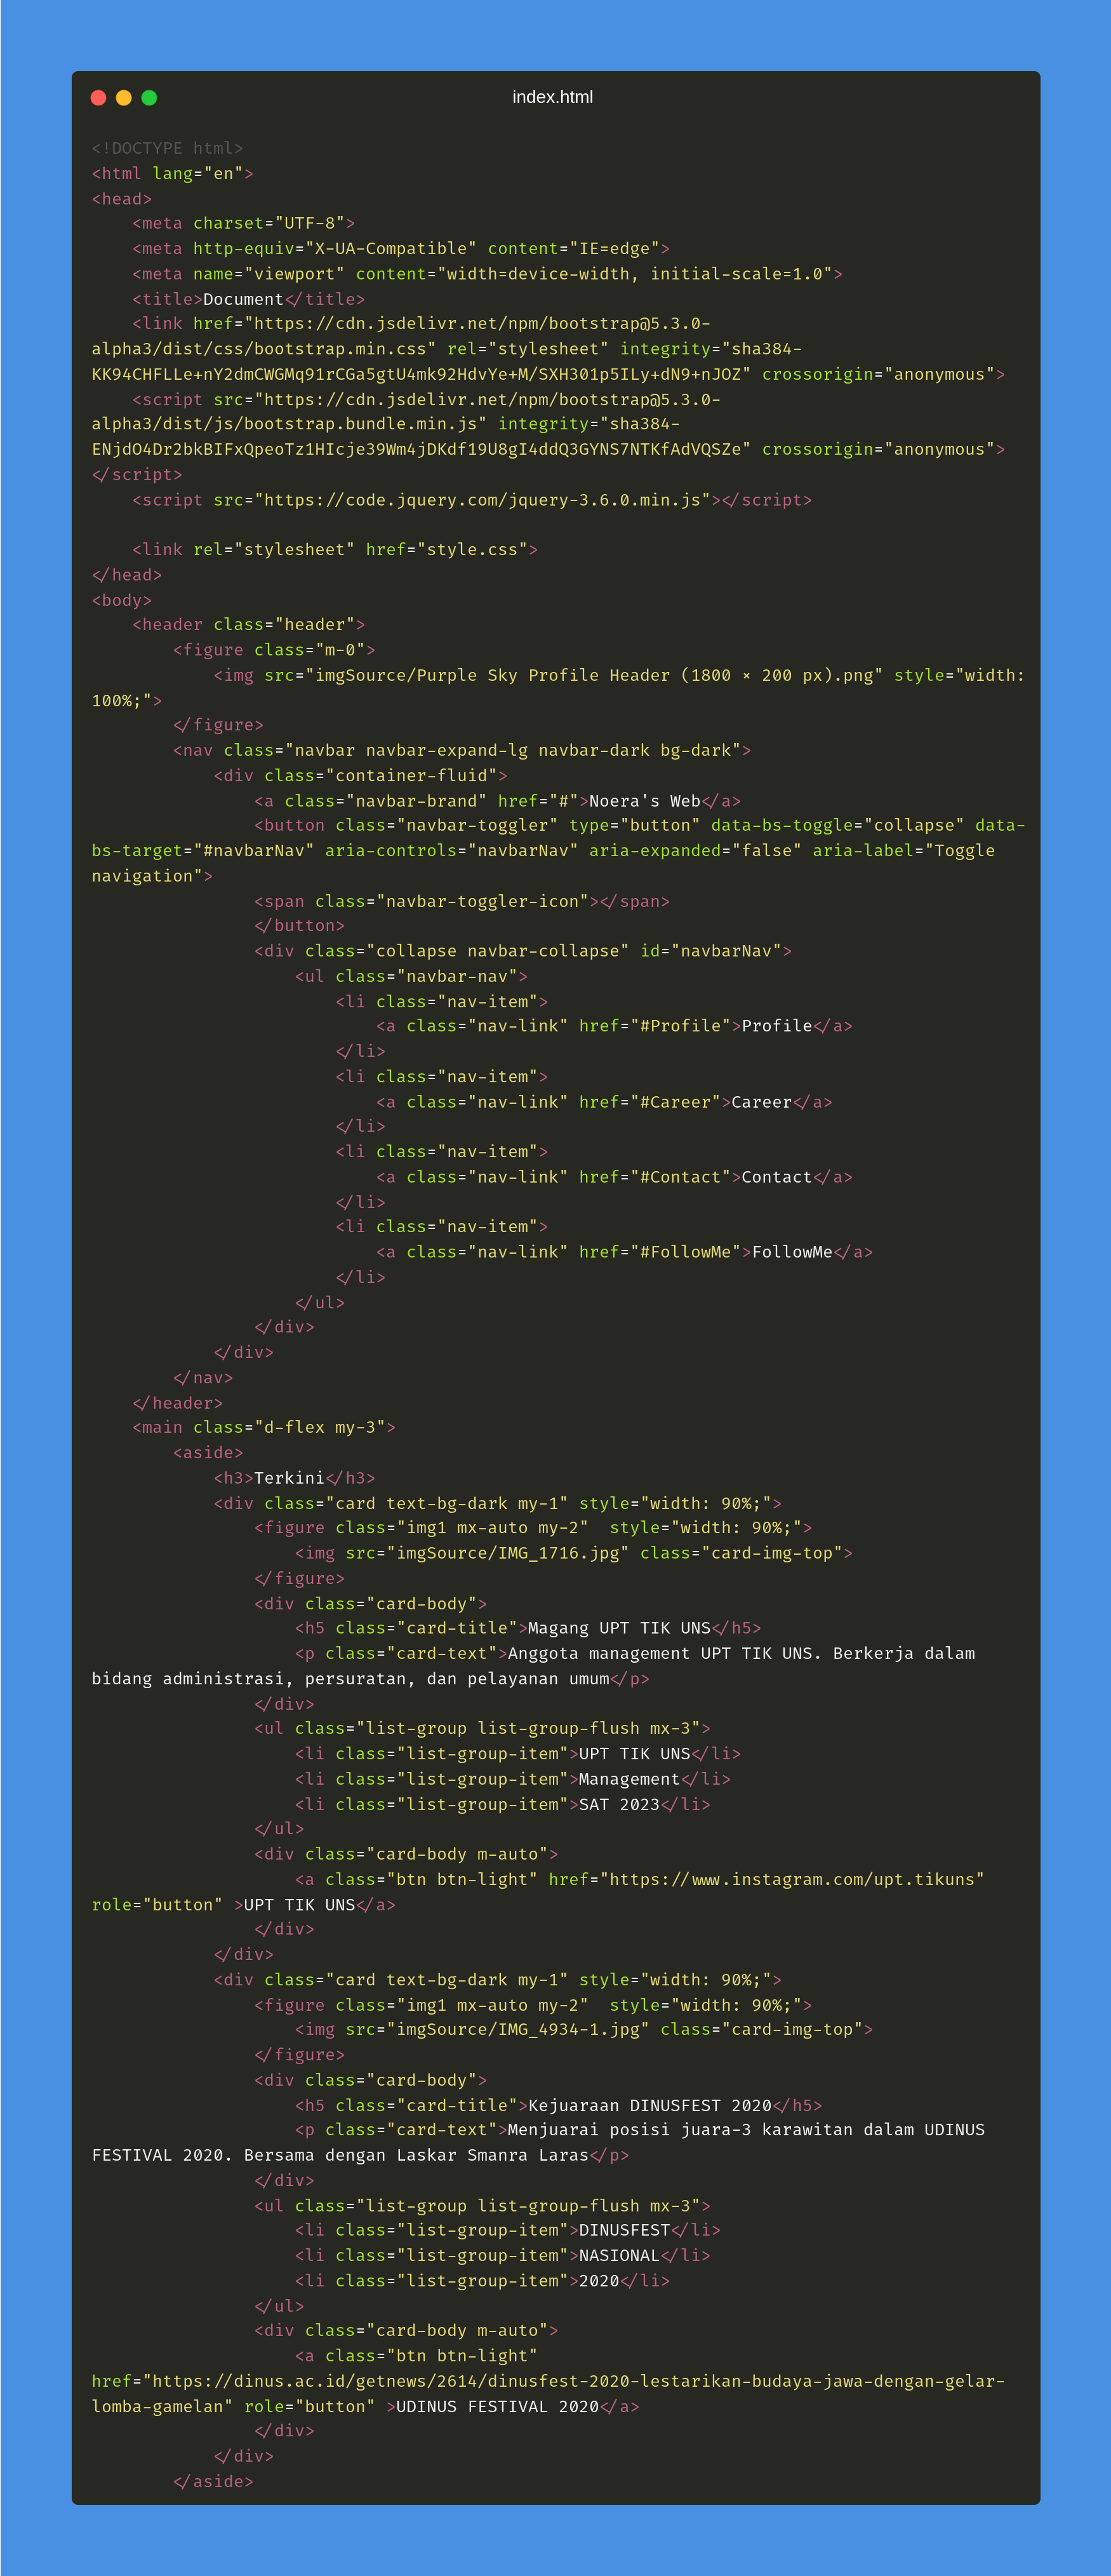 index.html
<!DOCTYPE html>
<html lang="en">
<head>
    <meta charset="UTF-8">
    <meta http-equiv="X-UA-Compatible" content="IE=edge">
    <meta name="viewport" content="width=device-width, initial-scale=1.0">
    <title>Document</title>
    <link href="https://cdn.jsdelivr.net/npm/bootstrap@5.3.0-
alpha3/dist/css/bootstrap.min.css" rel="stylesheet" integrity="sha384-
KK94CHFLLe+nY2dmCWGMq91rCGa5gtU4mk92HdvYe+M/SXH301p5ILy+dN9+nJOZ" crossorigin="anonymous">
    <script src="https://cdn.jsdelivr.net/npm/bootstrap@5.3.0-
alpha3/dist/js/bootstrap.bundle.min.js" integrity="sha384-
ENjdO4Dr2bkBIFxQpeoTz1HIcje39Wm4jDKdf19U8gI4ddQ3GYNS7NTKfAdVQSZe" crossorigin="anonymous">
</script>
    <script src="https://code.jquery.com/jquery-3.6.0.min.js"></script>
    <link rel="stylesheet" href="style.css">
</head>
<body>
    <header class="header">
        <figure class="m-0">
            <img src="imgSource/Purple Sky Profile Header (1800 × 200 px).png" style="width:
100%;">
        </figure>
        <nav class="navbar navbar-expand-lg navbar-dark bg-dark">
            <div class="container-fluid">
                <a class="navbar-brand" href="#">Noera's Web</a>
                <button class="navbar-toggler" type="button" data-bs-toggle="collapse" data-
bs-target="#navbarNav" aria-controls="navbarNav" aria-expanded="false" aria-label="Toggle
navigation">
                <span class="navbar-toggler-icon"></span>
                </button>
                <div class="collapse navbar-collapse" id="navbarNav">
                    <ul class="navbar-nav">
                        <li class="nav-item">
                            <a class="nav-link" href="#Profile">Profile</a>
                        </li>
                        <li class="nav-item">
                            <a class="nav-link" href="#Career">Career</a>
                        </li>
                        <li class="nav-item">
                            <a class="nav-link" href="#Contact">Contact</a>
                        </li>
                        <li class="nav-item">
                            <a class="nav-link" href="#FollowMe">FollowMe</a>
                        </li>
                    </ul>
                </div>
            </div>
        </nav>
    </header>
    <main class="d-flex my-3">
        <aside>
            <h3>Terkini</h3>
            <div class="card text-bg-dark my-1" style="width: 90%;">
                <figure class="img1 mx-auto my-2"  style="width: 90%;">
                    <img src="imgSource/IMG_1716.jpg" class="card-img-top">
                </figure>
                <div class="card-body">
                    <h5 class="card-title">Magang UPT TIK UNS</h5>
                    <p class="card-text">Anggota management UPT TIK UNS. Berkerja dalam
bidang administrasi, persuratan, dan pelayanan umum</p>
                </div>
                <ul class="list-group list-group-flush mx-3">
                    <li class="list-group-item">UPT TIK UNS</li>
                    <li class="list-group-item">Management</li>
                    <li class="list-group-item">SAT 2023</li>
                </ul>
                <div class="card-body m-auto">
                    <a class="btn btn-light" href="https://www.instagram.com/upt.tikuns"
role="button" >UPT TIK UNS</a>
                </div>
            </div>
            <div class="card text-bg-dark my-1" style="width: 90%;">
                <figure class="img1 mx-auto my-2"  style="width: 90%;">
                    <img src="imgSource/IMG_4934-1.jpg" class="card-img-top">
                </figure>
                <div class="card-body">
                    <h5 class="card-title">Kejuaraan DINUSFEST 2020</h5>
                    <p class="card-text">Menjuarai posisi juara-3 karawitan dalam UDINUS
FESTIVAL 2020. Bersama dengan Laskar Smanra Laras</p>
                </div>
                <ul class="list-group list-group-flush mx-3">
                    <li class="list-group-item">DINUSFEST</li>
                    <li class="list-group-item">NASIONAL</li>
                    <li class="list-group-item">2020</li>
                </ul>
                <div class="card-body m-auto">
                    <a class="btn btn-light"
href="https://dinus.ac.id/getnews/2614/dinusfest-2020-lestarikan-budaya-jawa-dengan-gelar-
lomba-gamelan" role="button" >UDINUS FESTIVAL 2020</a>
                </div>
            </div>
        </aside>